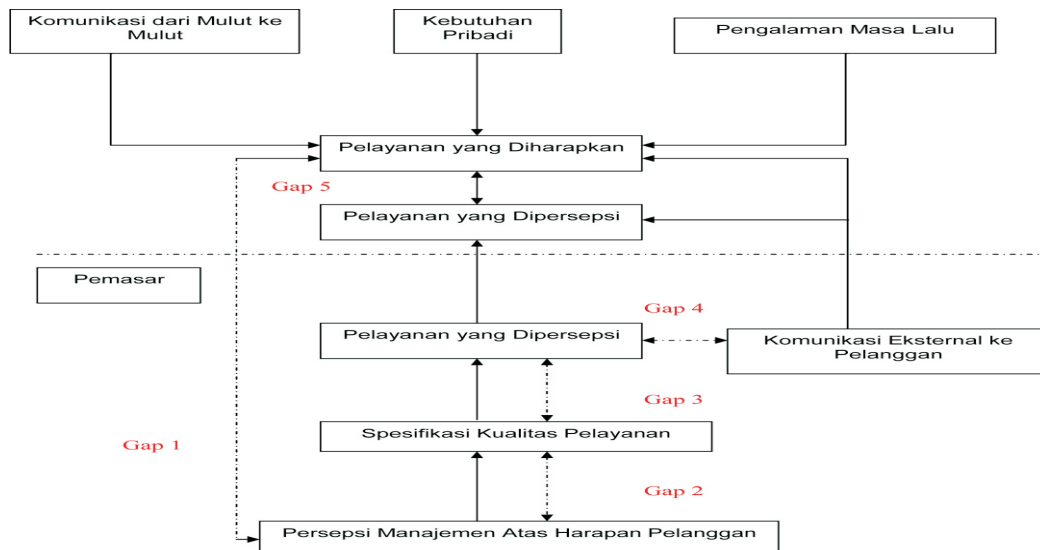 Komunikasi dari Mulut ke
Mulut
Kebutuhan
Pribadi
Pengalaman Masa Lalu
Pelayanan yang Diharapkan
Gap 5
Pelayanan yang Dipersepsi
Pemasar
Gap 4
Pelayanan yang Dipersepsi
Komunikasi Eksternal ke
Pelanggan
Gap 3
Spesifikasi Kualitas Pelayanan
Gap 1
Gap 2
Persepsi Manajemen Atas Harapan Pelanggan